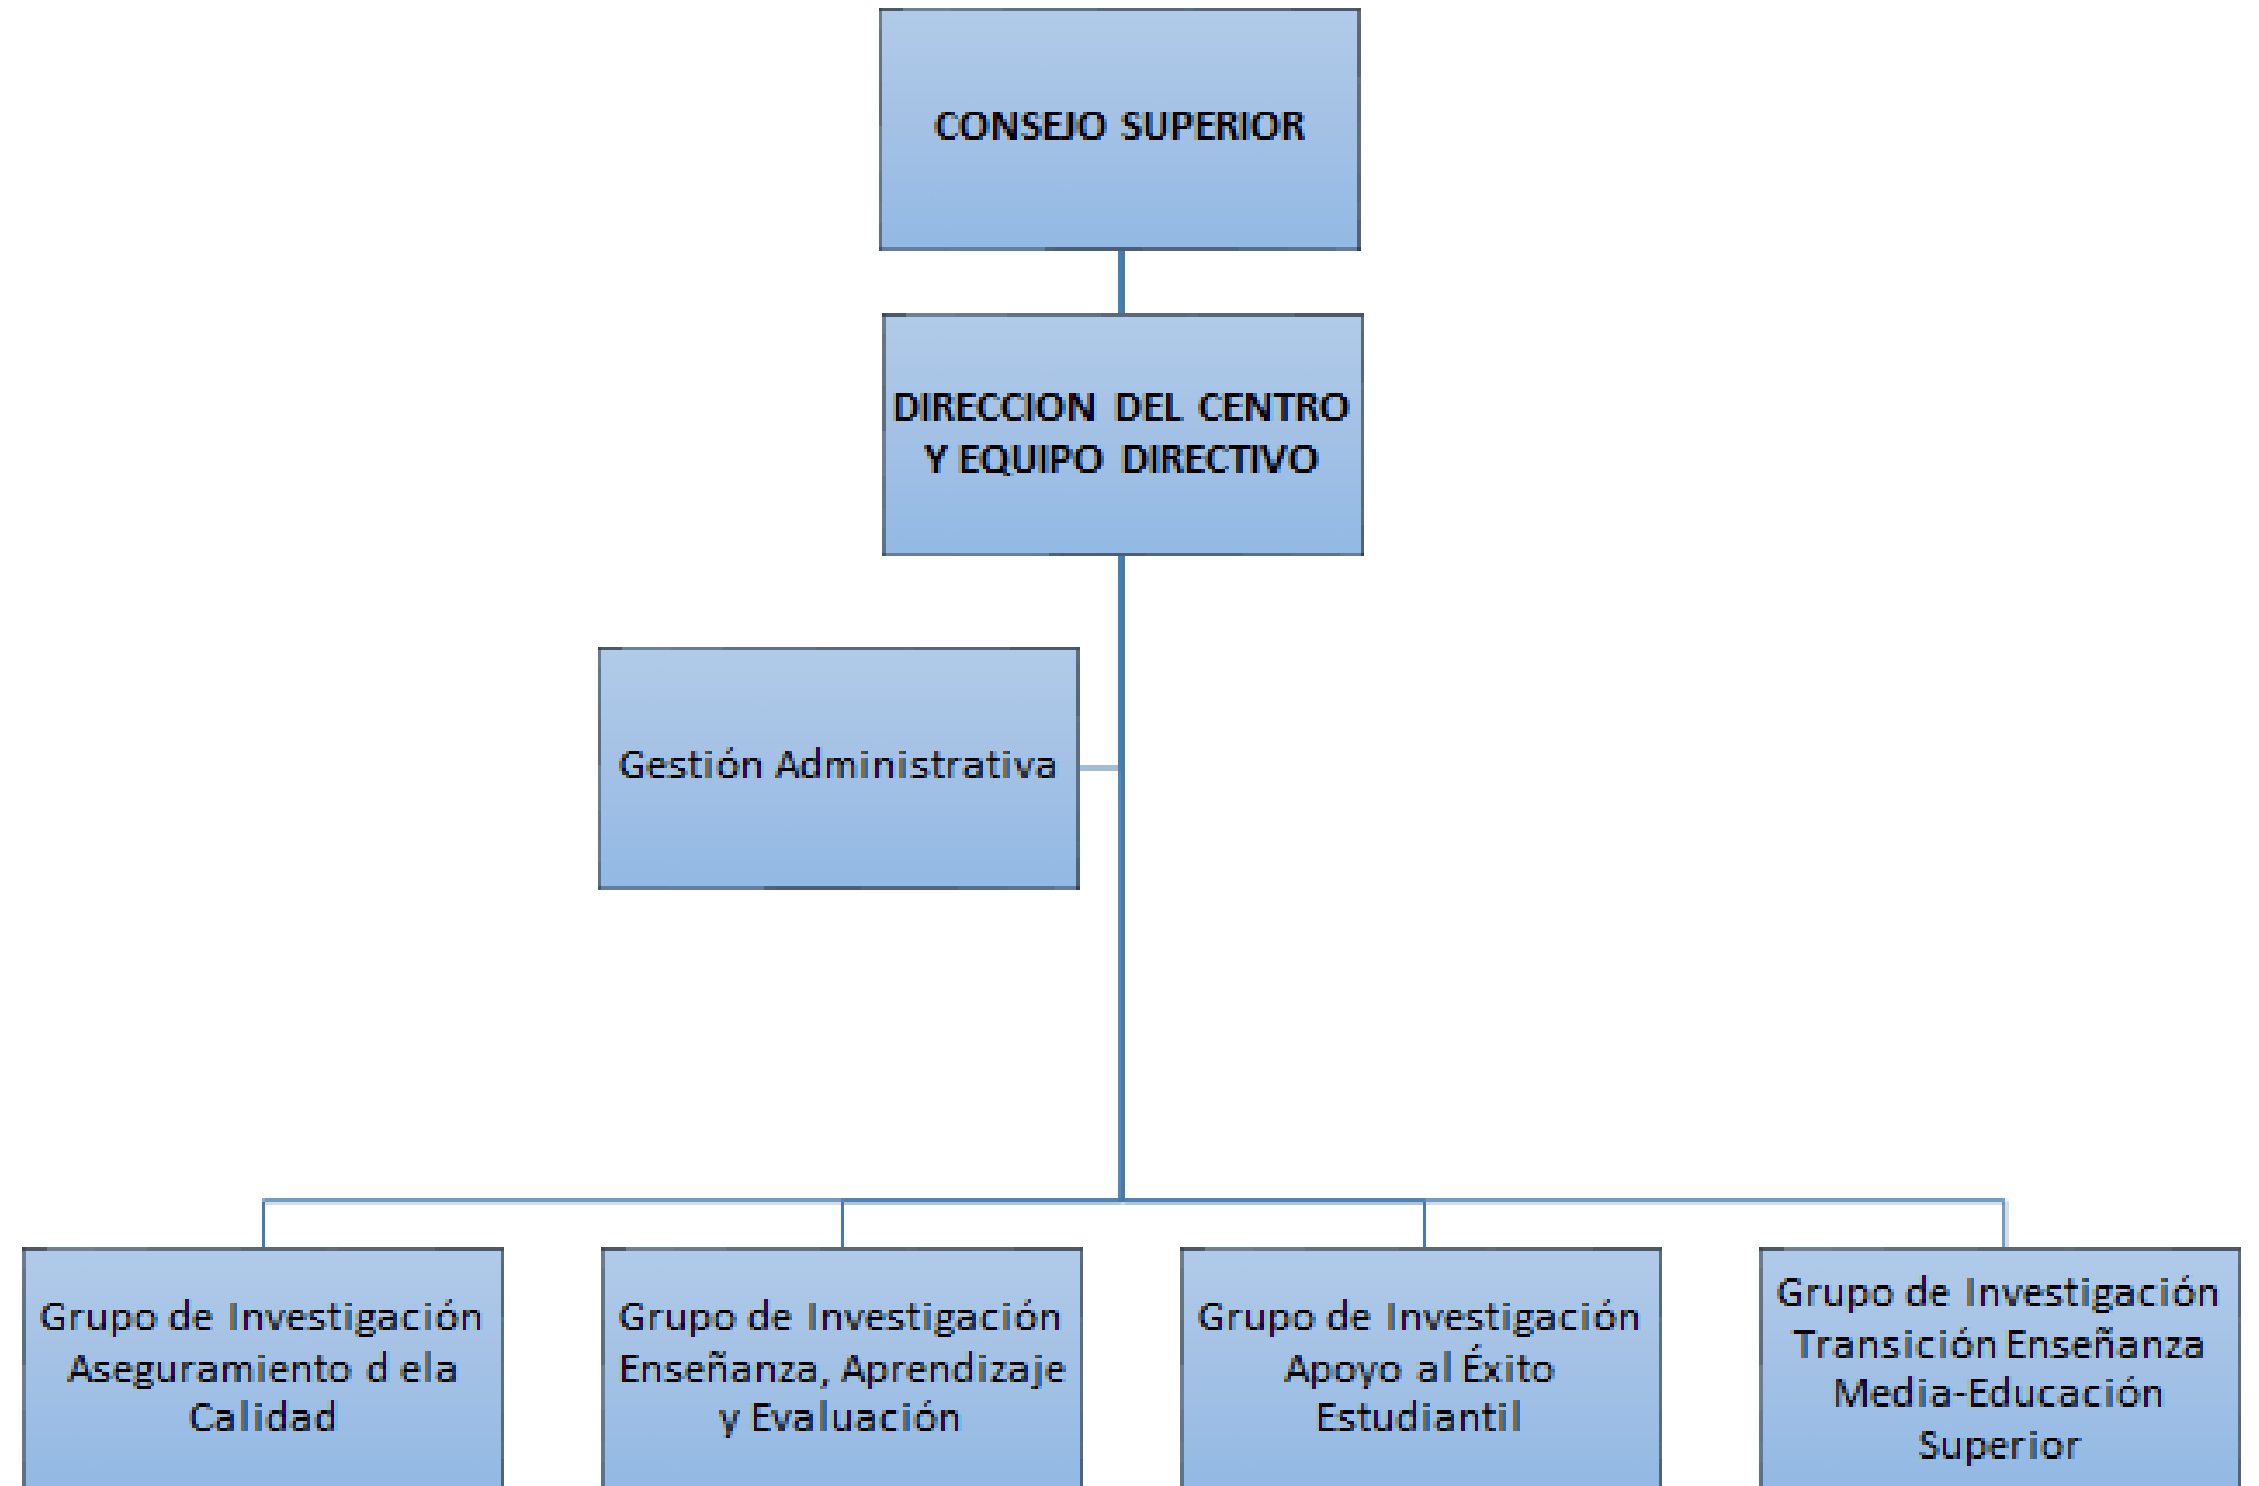 CONSEJO SUPERIOR
DIRECCION DEL CENTRO
Y EQUIPO DIRECTIVO
Gestión Administrativa
Grupo de Investigación
Aseguramiento d ela
Calidad
Grupo de Investigación
Enseñanza, Aprendizaje
y Evaluación
Grupo de Investigación
Apoyo al Éxito
Estudiantil
Grupo de Investigación
Transición Enseñanza
Media-Educación
Superior